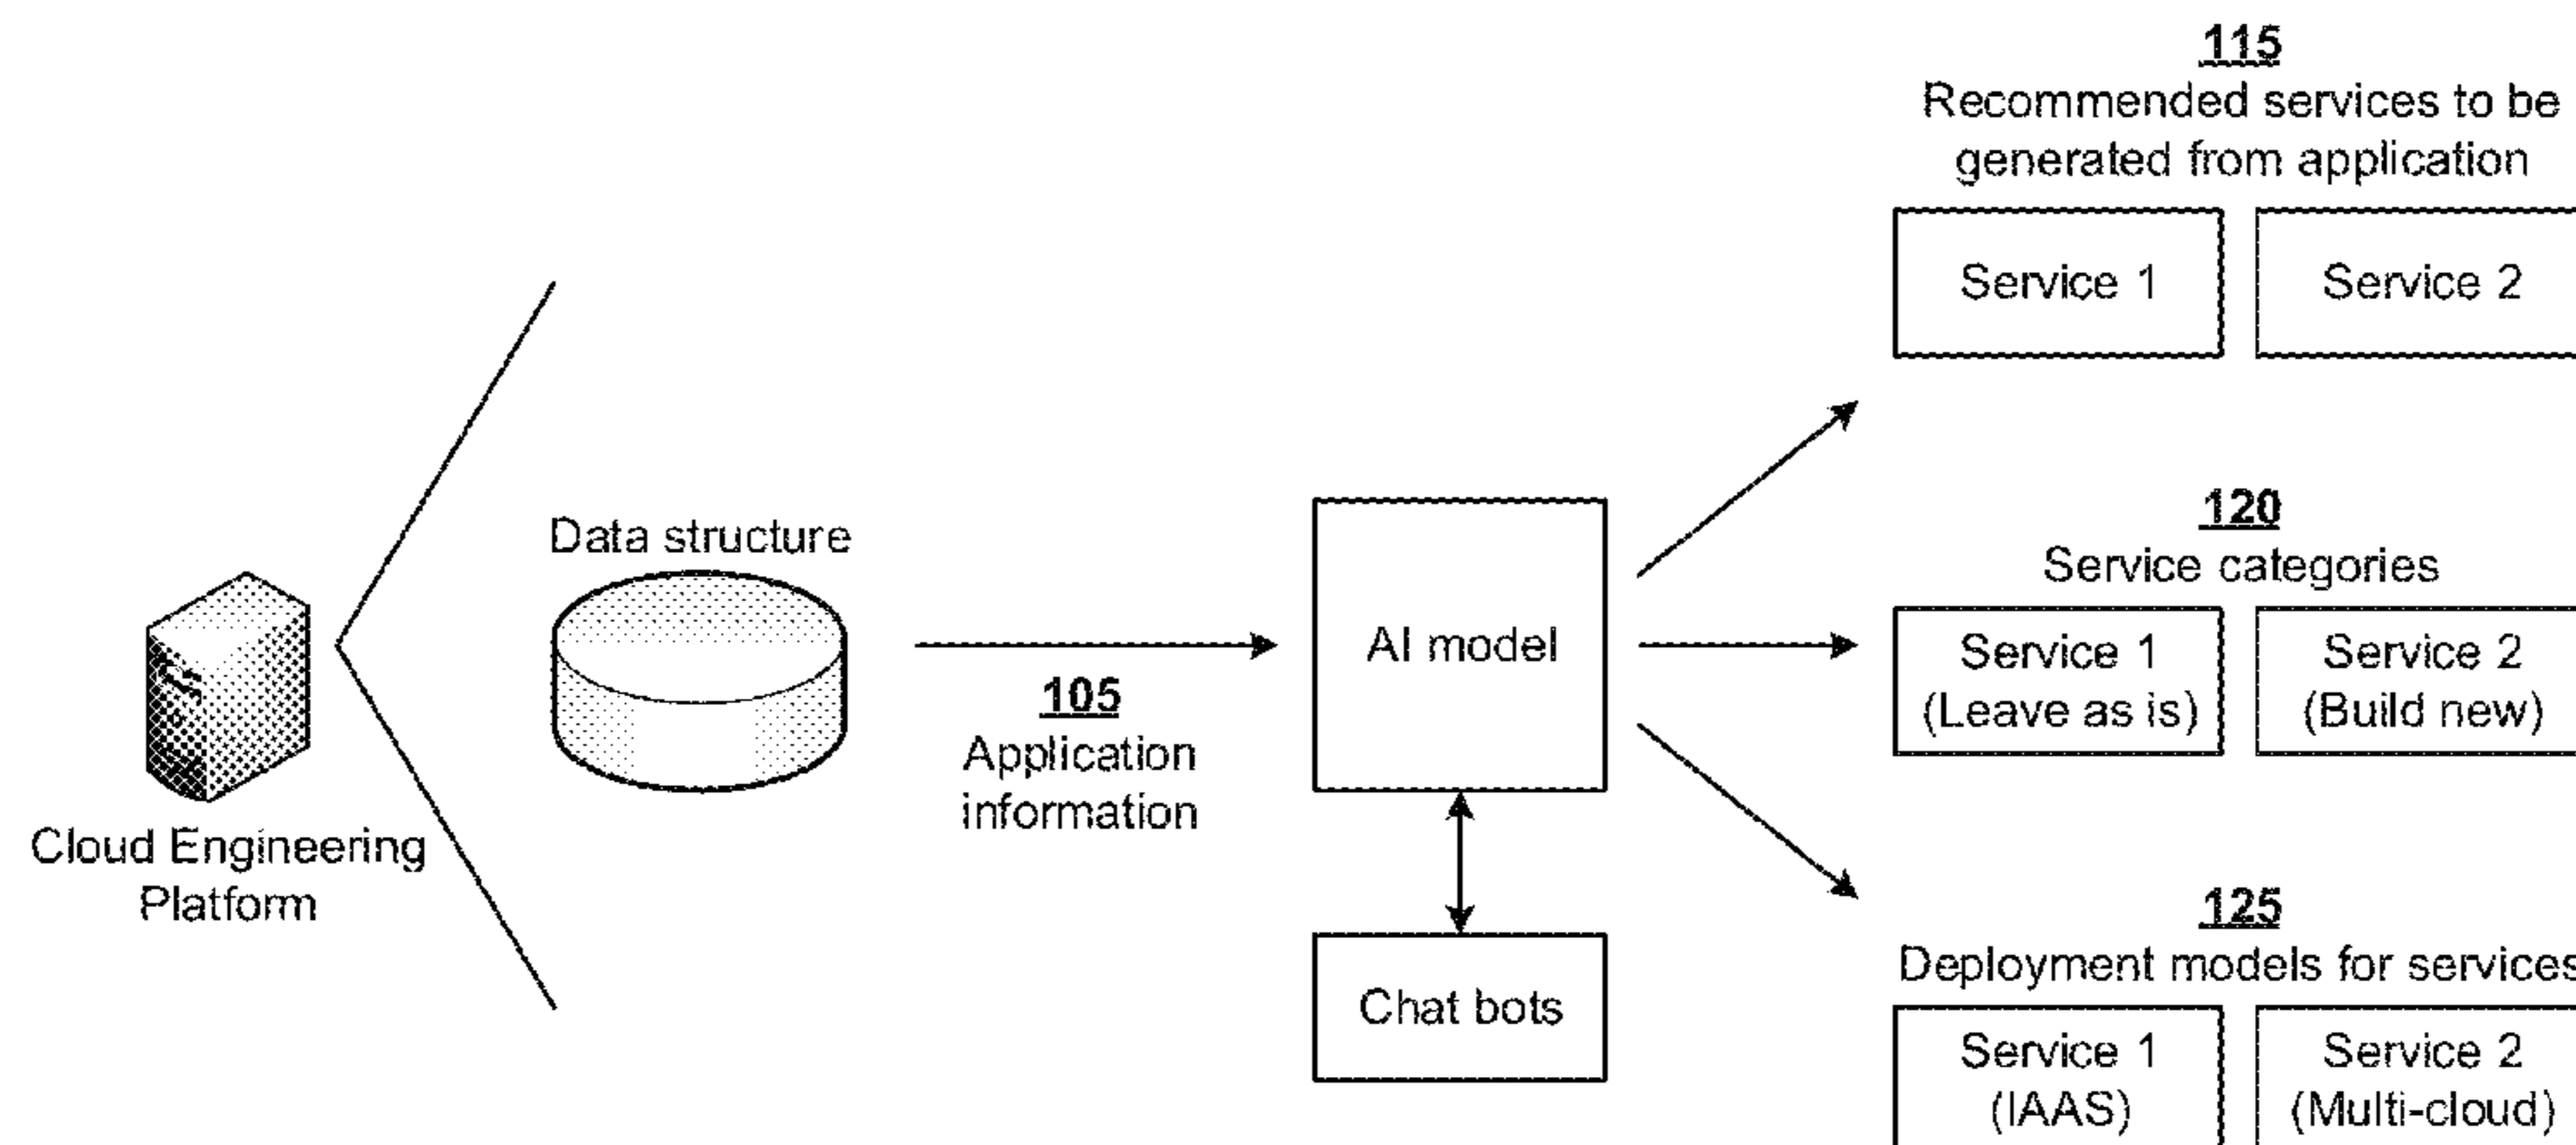 115
Recommended services to be
generated from application
Service 1
Service 2
Data structure
Cloud Engineering
Platform
105
Application
information
AI model
Chat bots
120
Service categories
Service 1
(Leave as is)
Service 2
(Build new)
125
Deployment models for services
Service 1
(IAAS)
Service 2
(Multi-cloud)